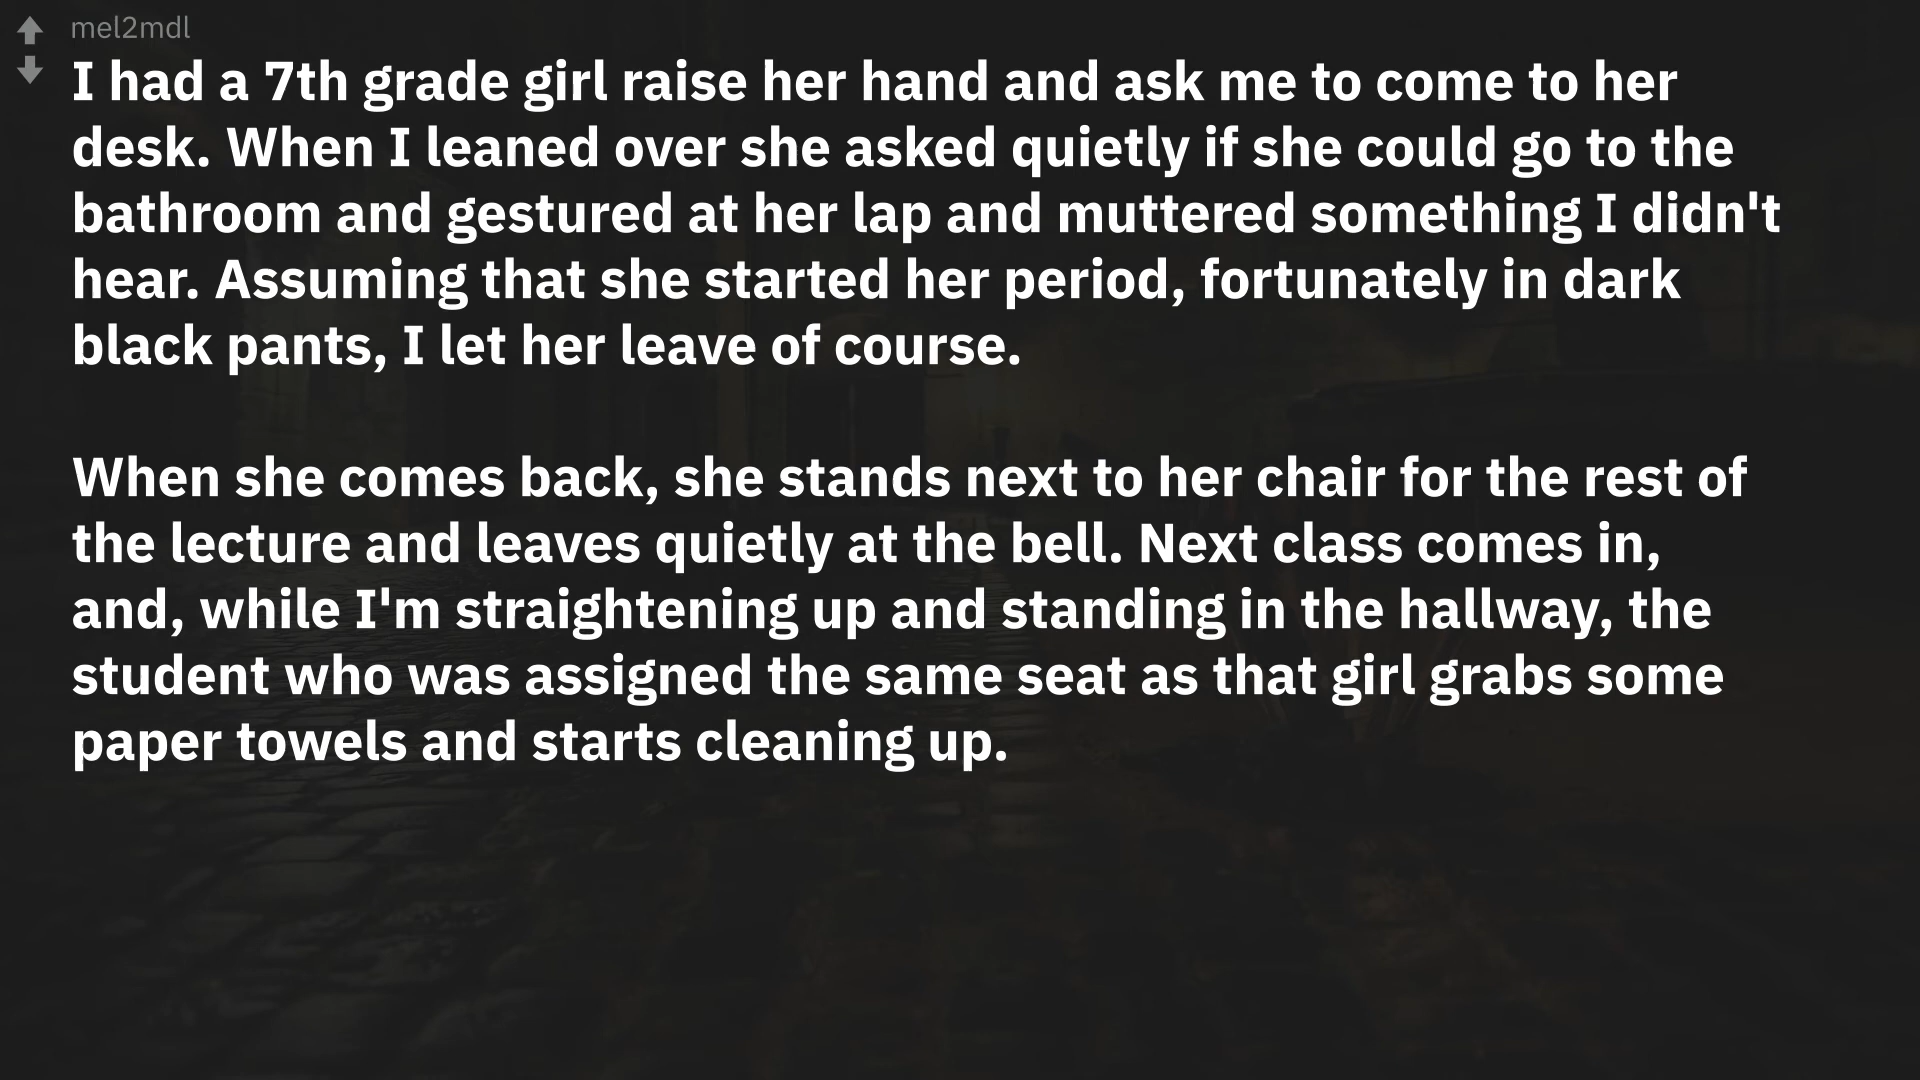 mel2mdl
I had a 7th grade girl raise her hand and ask me to come to her
desk. When I leaned over she asked quietly if she could go to the
bathroom and gestured at her lap and muttered something I didn't
hear. Assuming that she started her period, fortunately in dark
black pants, I let her leave of course.
When she comes back, she stands next to her chair for the rest of
the lecture and leaves quietly at the bell. Next class comes in,
and, while I'm straightening up and standing in the hallway, the
student who was assigned the same seat as that girl grabs some
paper towels and starts cleaning up.